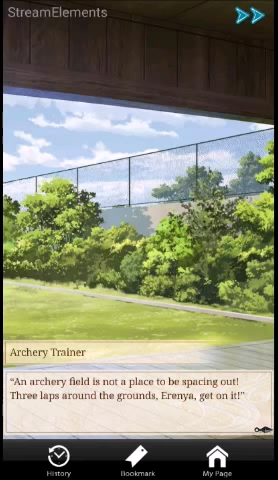 StreamElements
Archery Trainer
"An archery field is not a place to be spacing out!
Three laps around the grounds, Erenya, get on it!"
History
Bookmark
My Page